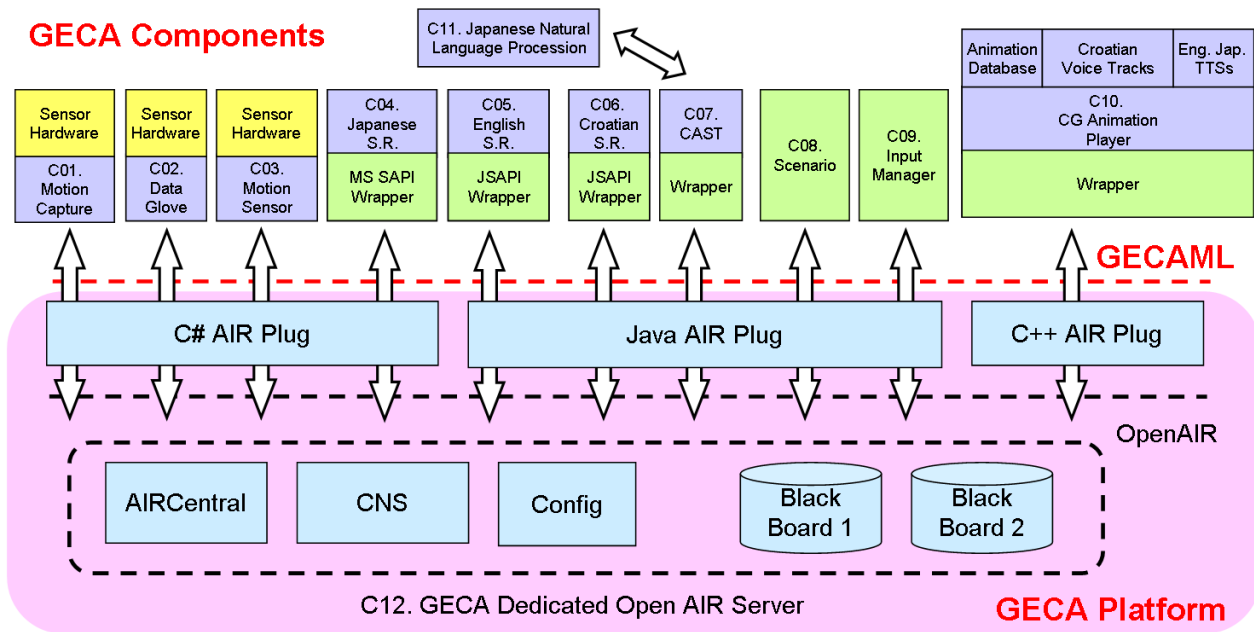 GECA Components
C11. Japanese Natural
Language Procession
Animation
Database
Croatian
Voice Tracks
Eng. Jap.
TTSs
Sensor
Hardware
C01.
Motion
Capture
Sensor
Hardware
C02.
Data
Glove
Sensor
Hardware
C03.
Motion
Sensor
C04.
Japanese
S.R.
MS SAPI
Wrapper
C05.
English
S.R.
JSAPI
Wrapper
C06.
Croatian
S.R.
JSAPI
Wrapper
C07.
CAST
Wrapper
C08.
Scenario
C09.
Input
Manager
C10.
CG Animation
Player
Wrapper
GECAML
C# AIR Plug
Java AIR Plug
C++ AIR Plug
OpenAIR
AIRCentral
CNS
Config
Black
Board 1
Black
Board 2
C12. GECA Dedicated Open AIR Server
GECA Platform